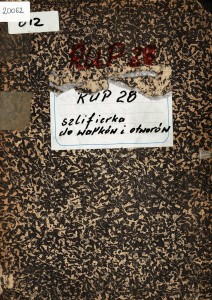 20062
012
RUP 28
RUP 28
szlifierka
do wałków i otworów